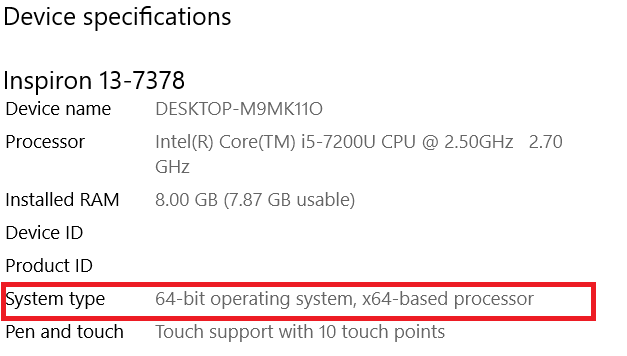 Device specifications
Inspiron 13-7378
Device name DESKTOP-M9MK11O
Processor Intel(R) Core(TM) i5-7200U CPU @ 2.50GHz 2.70
GHz
Installed RAM 8.00 GB (7.87 GB usable)
Device ID
Product ID
System type 64-bit operating system, x64-based processor
Pen and touch Touch support with 10 touch points